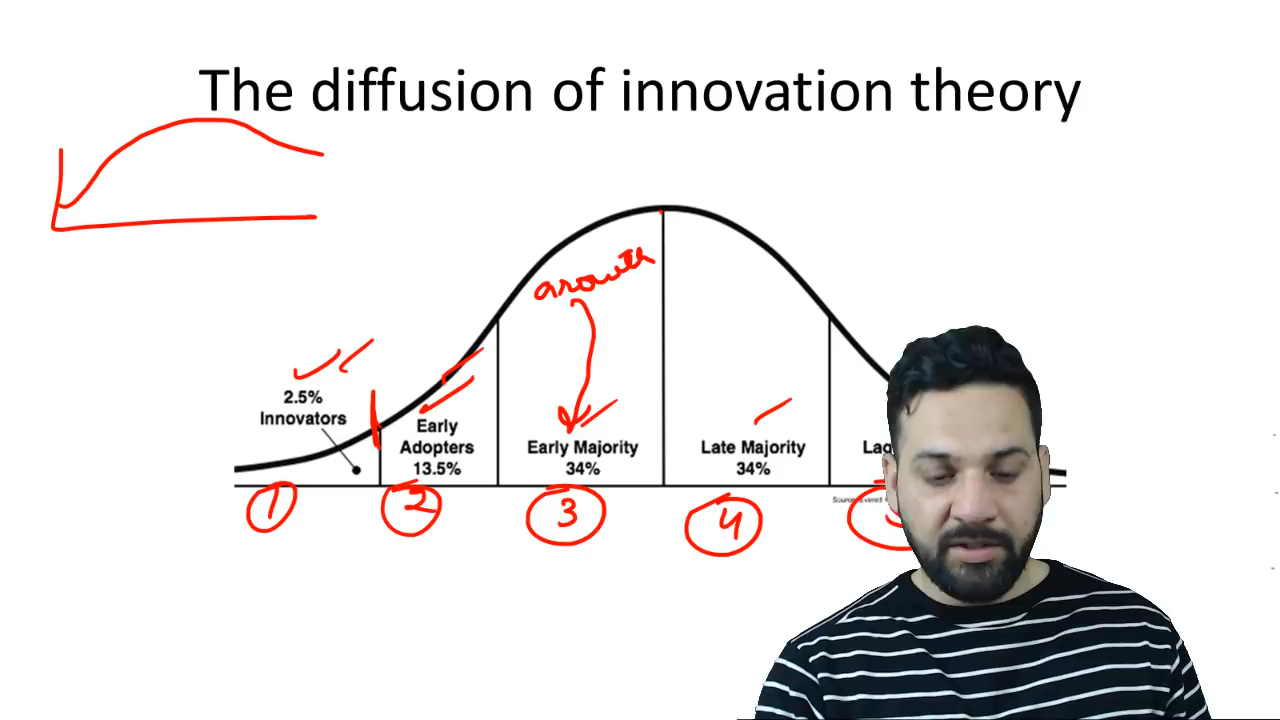 The diffusion of innovation theory
growth
2.5%
Innovators
Early
Adopters
13.5%
Early Majority
34%
Late Majority
34%
1
2
3
4